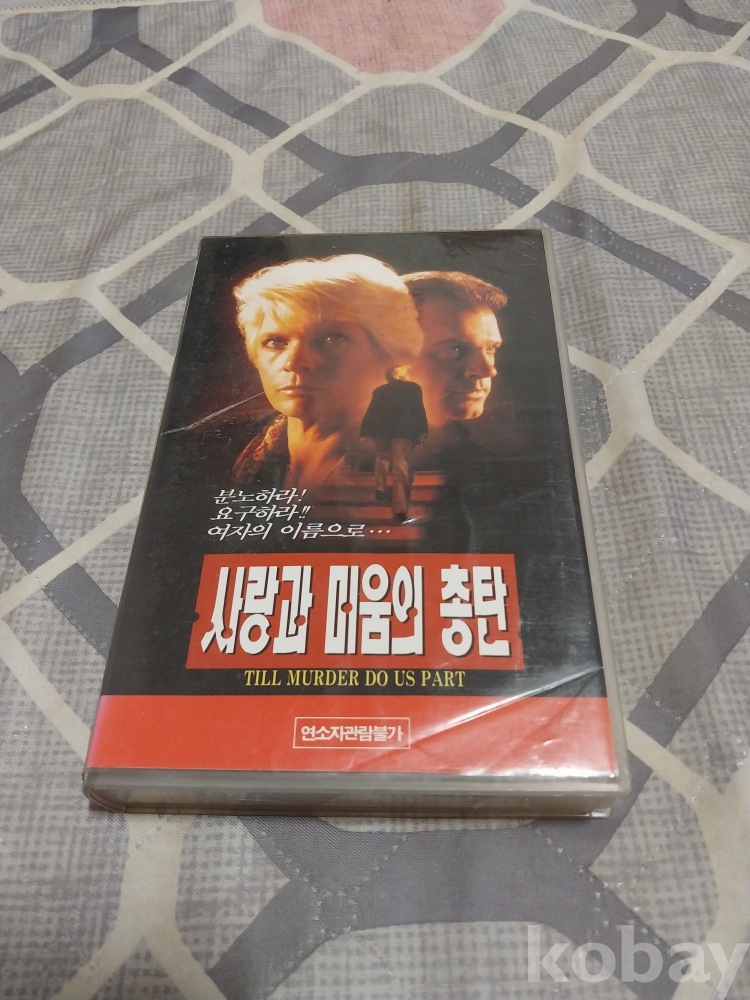 분노하라!
요구하라!!
여자의 이름으로…
사랑과 미움의 총탄
TILL MURDER DO US PART
연소자관람불가
kobay